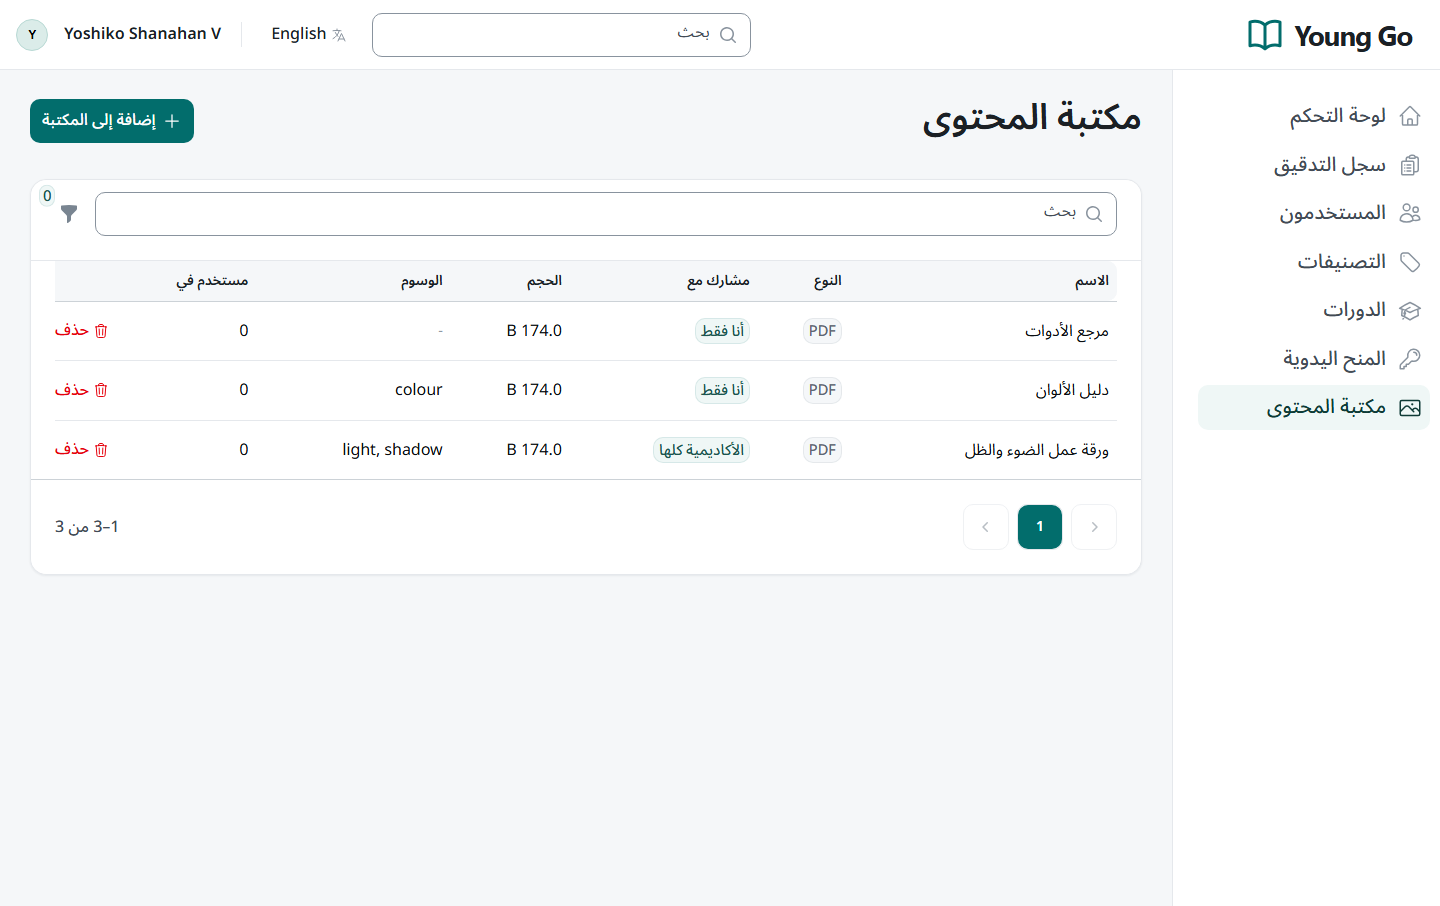 Young Go
بحث
English
Yoshiko Shanahan V
Y
لوحة التحكم
سجل التدقيق
المستخدمون
التصنيفات
الدورات
المنح اليدوية
مكتبة المحتوى
مكتبة المحتوى
إضافة إلى المكتبة
بحث
0
الاسم النوع مشارك مع الحجم الوسوم مستخدم في
مرجع الأدوات PDF أنا فقط 174.0 B - 0 حذف
دليل الألوان PDF أنا فقط 174.0 B colour 0 حذف
ورقة عمل الضوء والظل PDF الأكاديمية كلها 174.0 B light, shadow 0 حذف
1
1–3 من 3